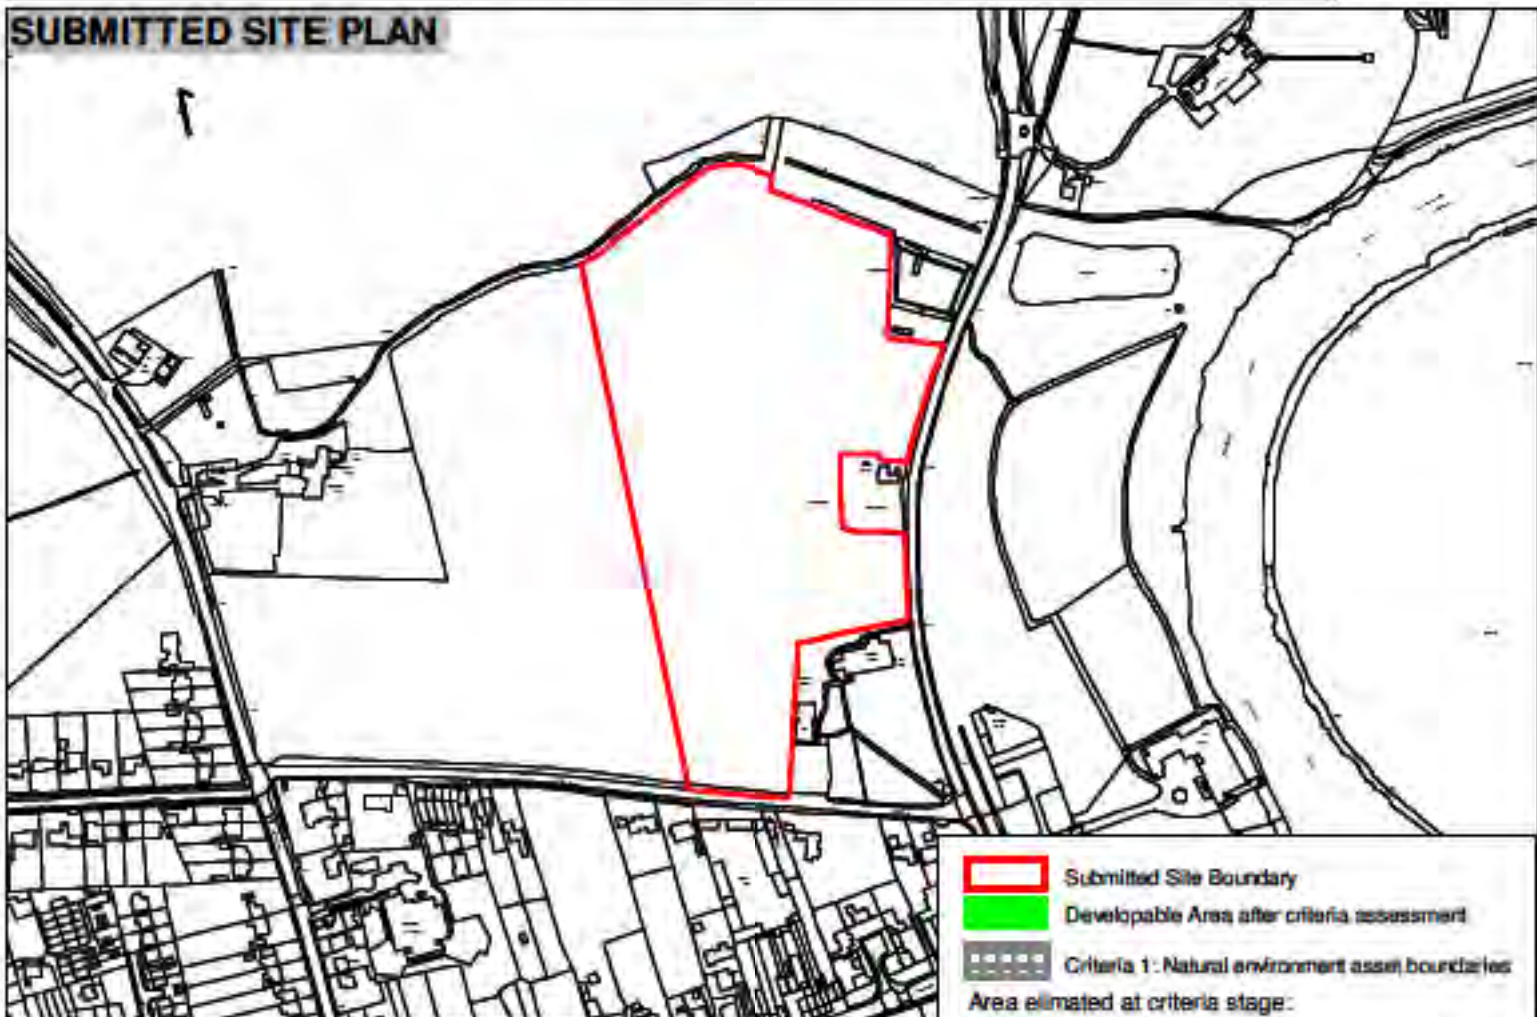 SUBMITTED SITE PLAN
Submitted Site Boundary
Developable Area after criteria assessment
Criteria 1: Natural environment asset boundaries
Area elimated at criteria stage: